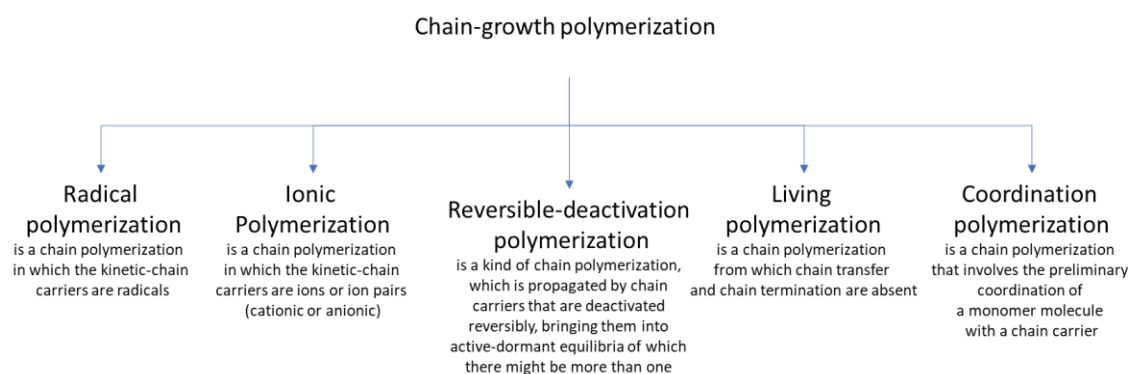 Chain-growth polymerization
Radical
polymerization
is a chain polymerization
in which the kinetic-chain
carriers are radicals
Ionic
Polymerization
is a chain polymerization
in which the kinetic-chain
carriers are ions or ion pairs
(cationic or anionic)
Reversible-deactivation
polymerization
is a kind of chain polymerization,
which is propagated by chain
carriers that are deactivated
reversibly, bringing them into
active-dormant equilibria of which
there might be more than one
Living
polymerization
is a chain polymerization
from which chain transfer
and chain termination are absent
Coordination
polymerization
is a chain polymerization
that involves the preliminary
coordination of
a monomer molecule
with a chain carrier